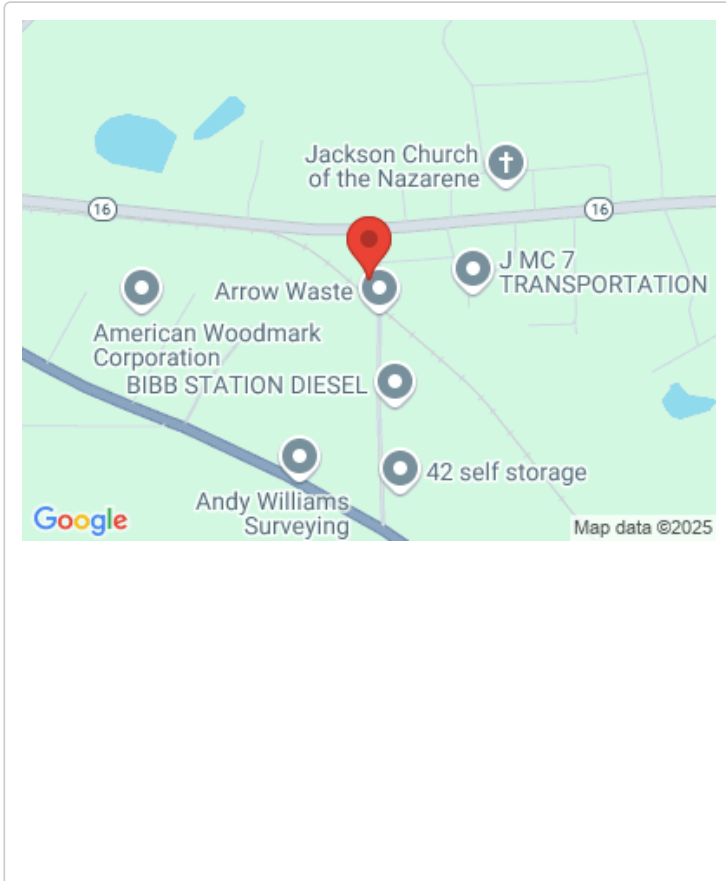 Jackson Church
of the Nazarene
16
16
Arrow Waste
J MC 7
TRANSPORTATION
American Woodmark
Corporation
BIBB STATION DIESEL
42 self storage
Andy Williams
Surveying
Google
Map data ©2025